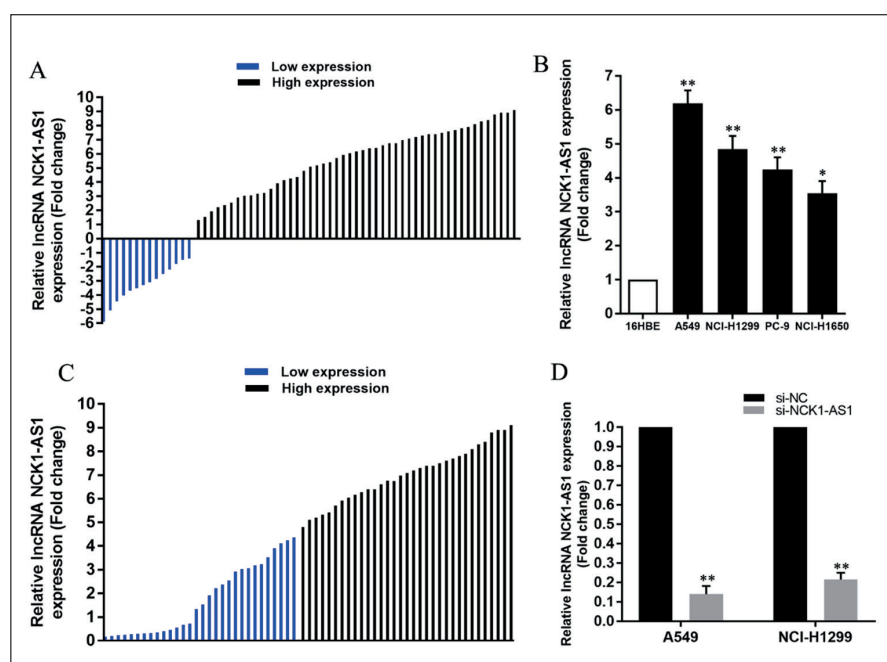 A
Low expression
High expression
Relative lncRNA NCK1-AS1
expression (Fold change)
10
9
8
7
6
5
4
3
2
1
0
-1
-2
-3
-4
-5
-6
B
Relative lncRNA NCK1-AS1 expression
(Fold change)
7
6
5
4
3
2
1
0
**
**
**
*
16HBE A549 NCI-H1299 PC-9 NCI-H1650
C
Low expression
High expression
Relative lncRNA NCK1-AS1
expression (Fold change)
10
9
8
7
6
5
4
3
2
1
0
D
si-NC
si-NCK1-AS1
Relative lncRNA NCK1-AS1 expression
(Fold change)
1.0
0.9
0.8
0.7
0.6
0.5
0.4
0.3
0.2
0.1
0.0
**
**
A549 NCI-H1299